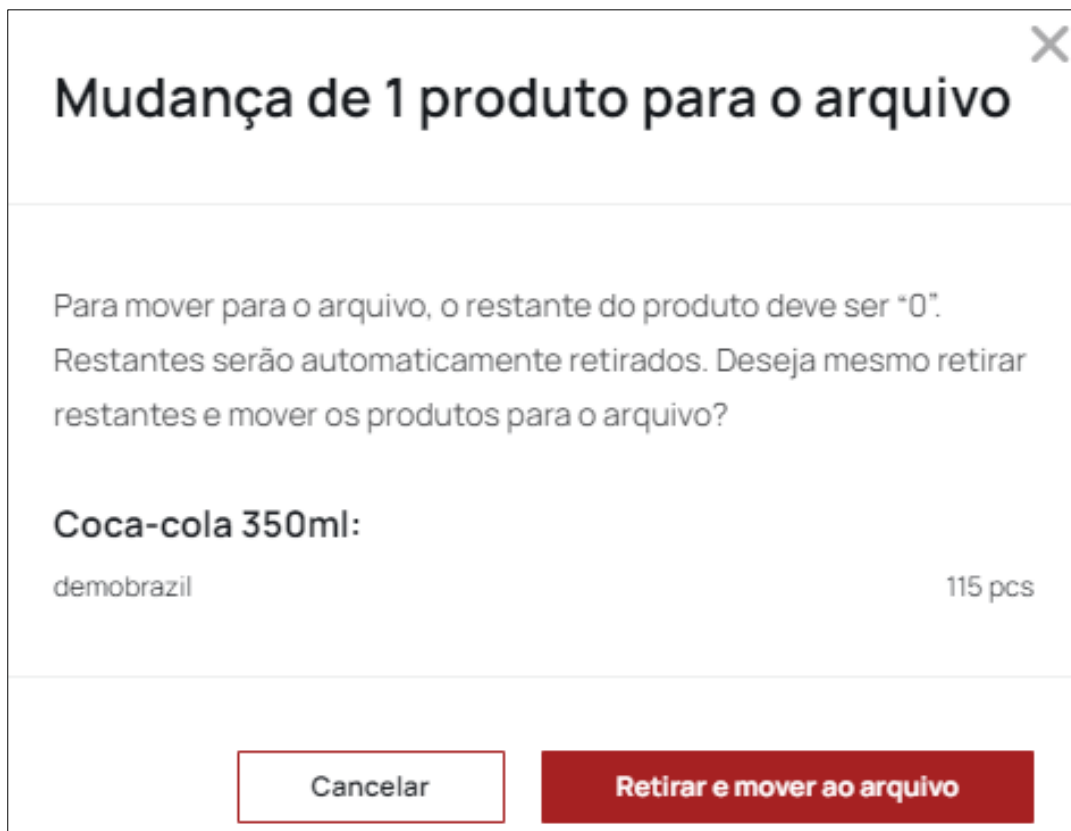 Mudança de 1 produto para o arquivo
Para mover para o arquivo, o restante do produto deve ser “0”.
Restantes serão automaticamente retirados. Deseja mesmo retirar
restantes e mover os produtos para o arquivo?
Coca-cola 350ml:
demobrazil 115 pcs
Cancelar Retirar e mover ao arquivo